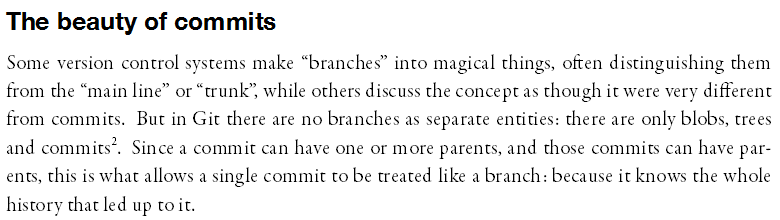 The beauty of commits
Some version control systems make “branches” into magical things, often distinguishing them
from the “main line” or “trunk”, while others discuss the concept as though it were very different
from commits. But in Git there are no branches as separate entities: there are only blobs, trees
and commits². Since a commit can have one or more parents, and those commits can have par-
ents, this is what allows a single commit to be treated like a branch: because it knows the whole
history that led up to it.